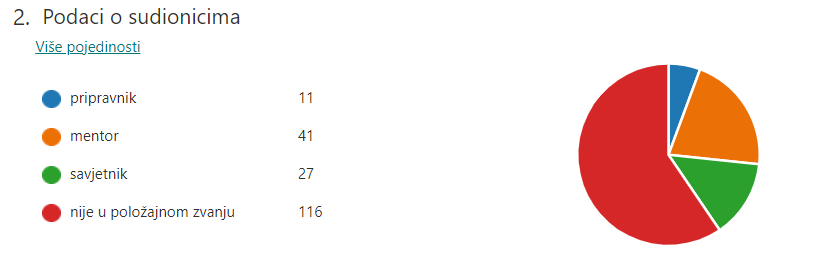 2. Podaci o sudionicima
Više pojedinosti
pripravnik 11
mentor 41
savjetnik 27
nije u položajnom zvanju 116